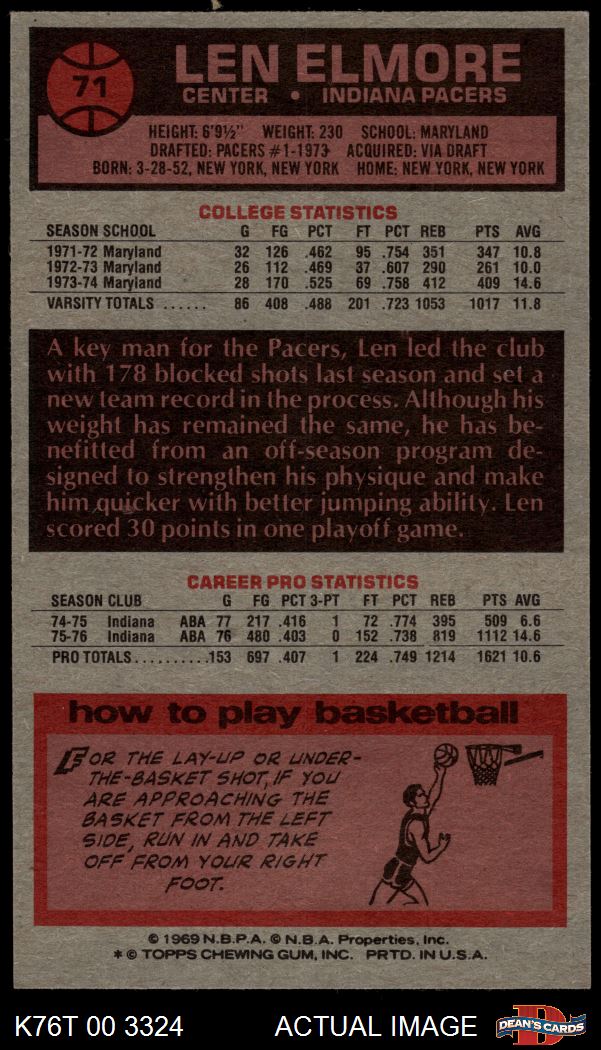 71
LEN ELMORE
CENTER • INDIANA PACERS
HEIGHT: 6'9½" WEIGHT: 230 SCHOOL: MARYLAND
DRAFTED: PACERS #1-1973 ACQUIRED: VIA DRAFT
BORN: 3-28-52, NEW YORK, NEW YORK HOME: NEW YORK, NEW YORK
COLLEGE STATISTICS
SEASON SCHOOL G FG PCT FT PCT REB PTS AVG
1971-72 Maryland 32 126 .462 95 .754 351 347 10.8
1972-73 Maryland 26 112 .469 37 .607 290 261 10.0
1973-74 Maryland 28 170 .525 69 .758 412 409 14.6
VARSITY TOTALS ...... 86 408 .488 201 .723 1053 1017 11.8
A key man for the Pacers, Len led the club
with 178 blocked shots last season and set a
new team record in the process. Although his
weight has remained the same, he has be-
nefitted from an off-season program de-
signed to strengthen his physique and make
him quicker with better jumping ability. Len
scored 30 points in one playoff game.
CAREER PRO STATISTICS
SEASON CLUB G FG PCT 3-PT FT PCT REB PTS AVG
74-75 Indiana ABA 77 217 .416 1 72 .774 395 509 6.6
75-76 Indiana ABA 76 480 .403 0 152 .738 819 1112 14.6
PRO TOTALS..........153 697 .407 1 224 .749 1214 1621 10.6
how to play basketball
FOR THE LAY-UP OR UNDER-
THE-BASKET SHOT, IF YOU
ARE APPROACHING THE
BASKET FROM THE LEFT
SIDE, RUN IN AND TAKE
OFF FROM YOUR RIGHT
FOOT.
© 1969 N.B.P.A. © N.B.A. Properties, Inc.
* © TOPPS CHEWING GUM, INC. PRTD. IN U.S.A.
K76T 00 3324 ACTUAL IMAGE D DEAN'S CARDS